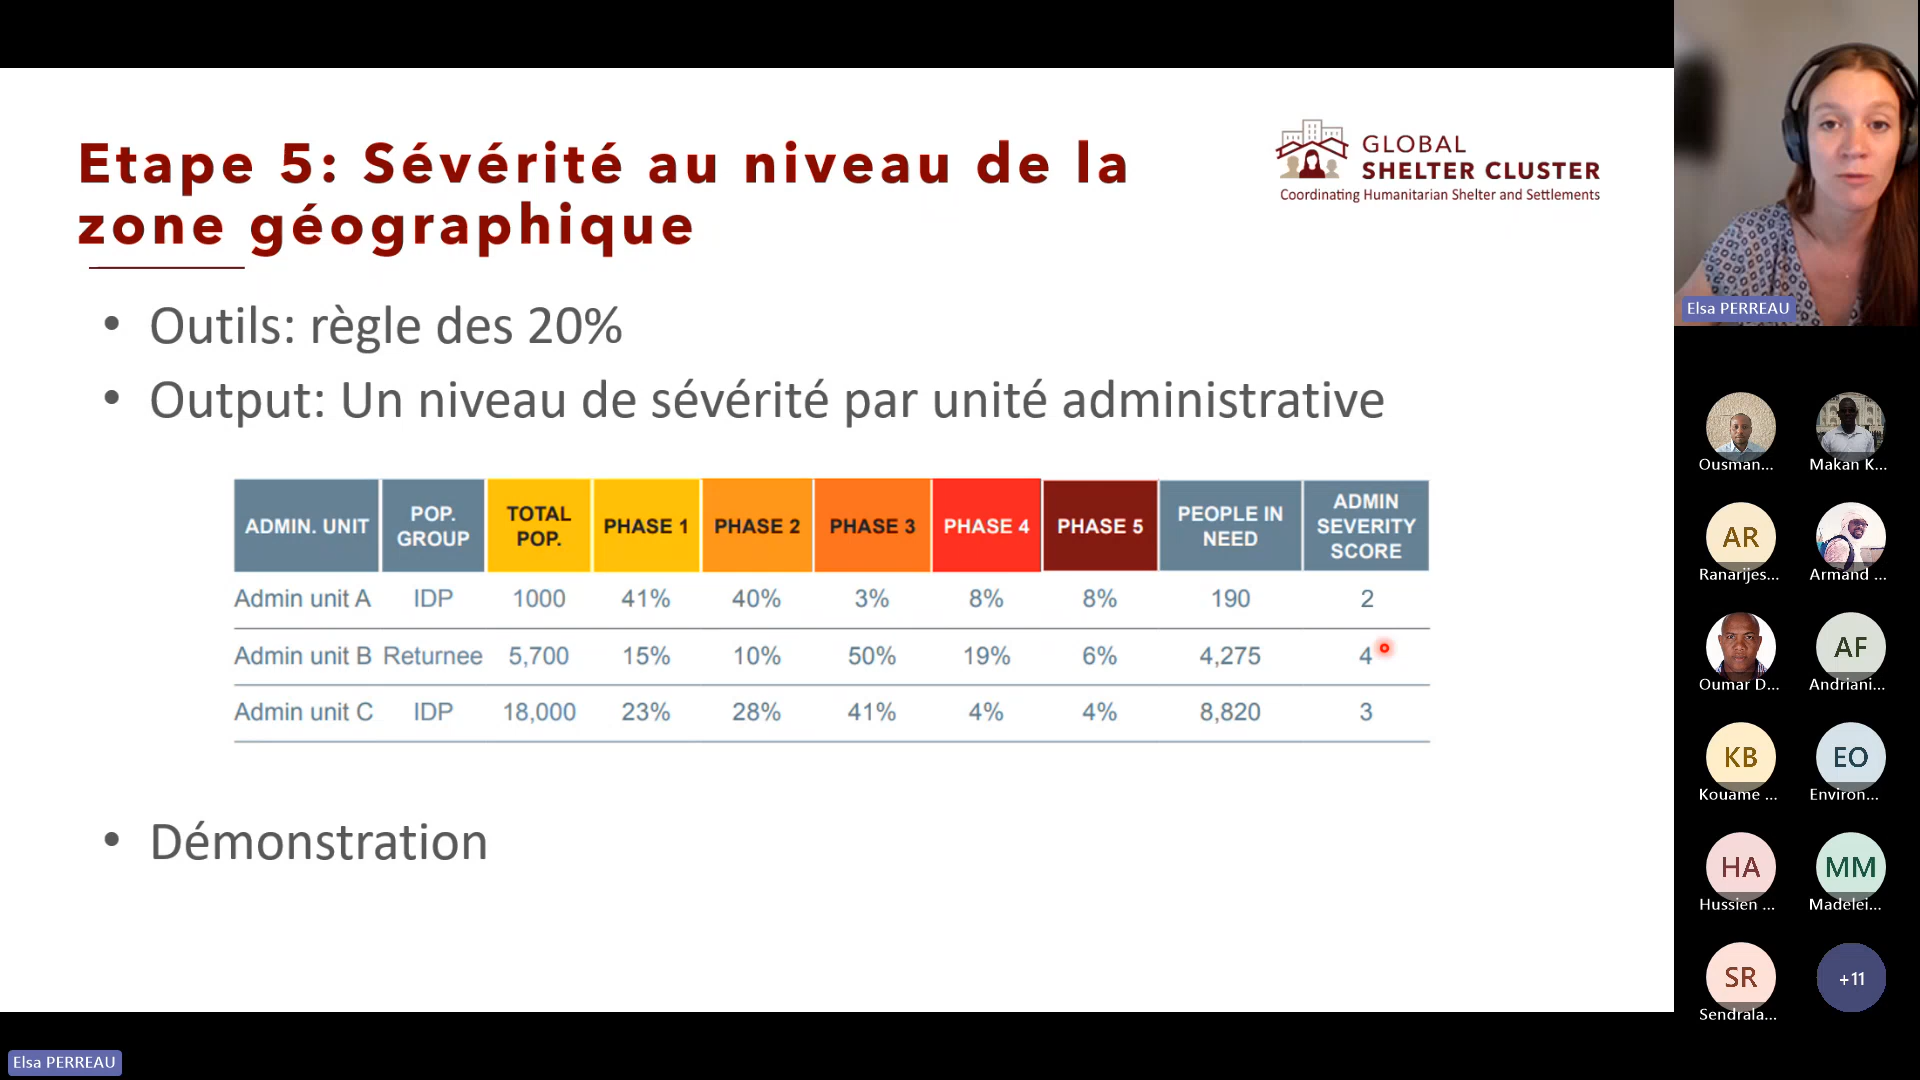 Etape 5: Sévérité au niveau de la
zone géographique
GLOBAL
SHELTER CLUSTER
Coordinating Humanitarian Shelter and Settlements
• Outils: règle des 20%
• Output: Un niveau de sévérité par unité administrative
ADMIN. UNIT POP. GROUP TOTAL POP. PHASE 1 PHASE 2 PHASE 3 PHASE 4 PHASE 5 PEOPLE IN NEED ADMIN SEVERITY SCORE
Admin unit A IDP 1000 41% 40% 3% 8% 8% 190 2
Admin unit B Returnee 5,700 15% 10% 50% 19% 6% 4,275 4
Admin unit C IDP 18,000 23% 28% 41% 4% 4% 8,820 3
• Démonstration
Elsa PERREAU
Ousman... Makan K...
AR
Ranarijes... Armand ...
AF
Oumar D... Andriani...
KB EO
Kouame ... Environ...
HA MM
Hussien ... Madelei...
SR +11
Sendrala...
Elsa PERREAU